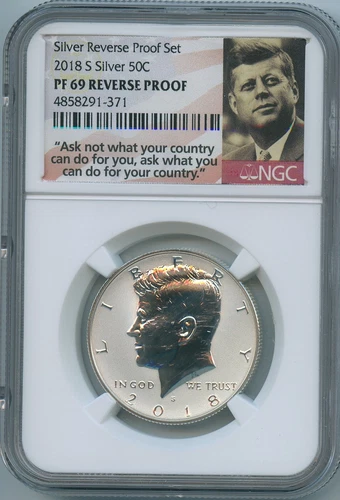 Silver Reverse Proof Set
2018 S Silver 50C
PF 69 REVERSE PROOF
4858291-371
"Ask not what your country
can do for you, ask what you
can do for your country."
NGC
LIBERTY
IN GOD WE TRUST
S
2018